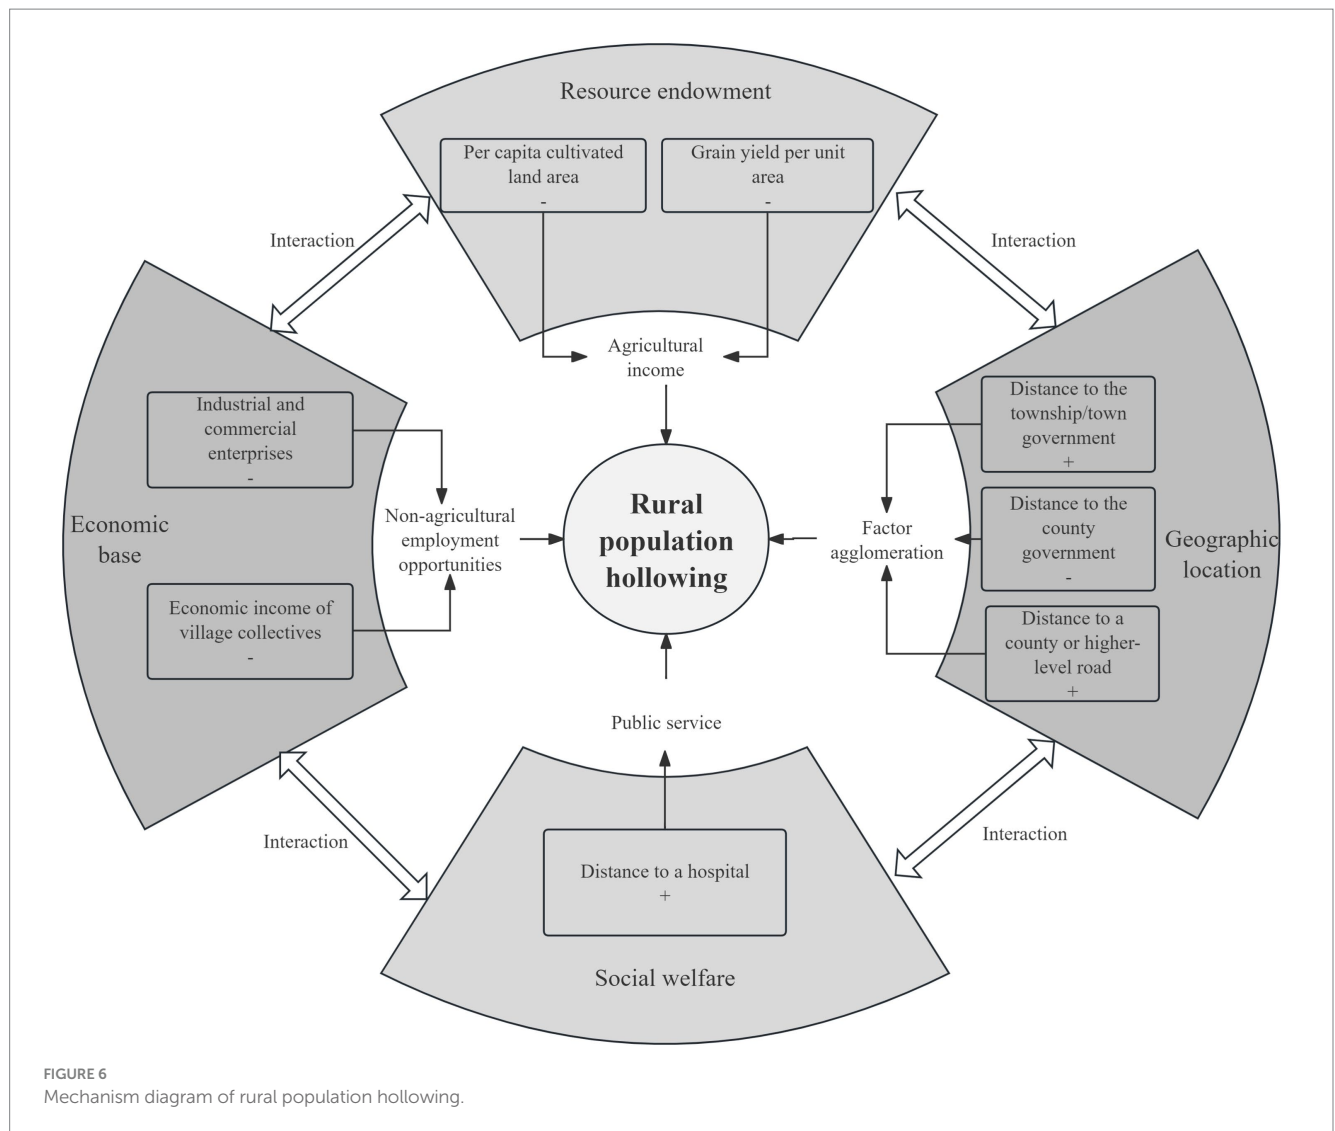 Resource endowment
Per capita cultivated
land area
-
Grain yield per unit
area
-
Interaction
Interaction
Agricultural
income
Industrial and
commercial
enterprises
-
Economic
base
Economic income of
village collectives
-
Non-agricultural
employment
opportunities
Rural
population
hollowing
Factor
agglomeration
Distance to the
township/town
government
+
Distance to the
county
government
-
Distance to a
county or higher-
level road
+
Geographic
location
Public service
Interaction
Interaction
Distance to a hospital
+
Social welfare
FIGURE 6
Mechanism diagram of rural population hollowing.